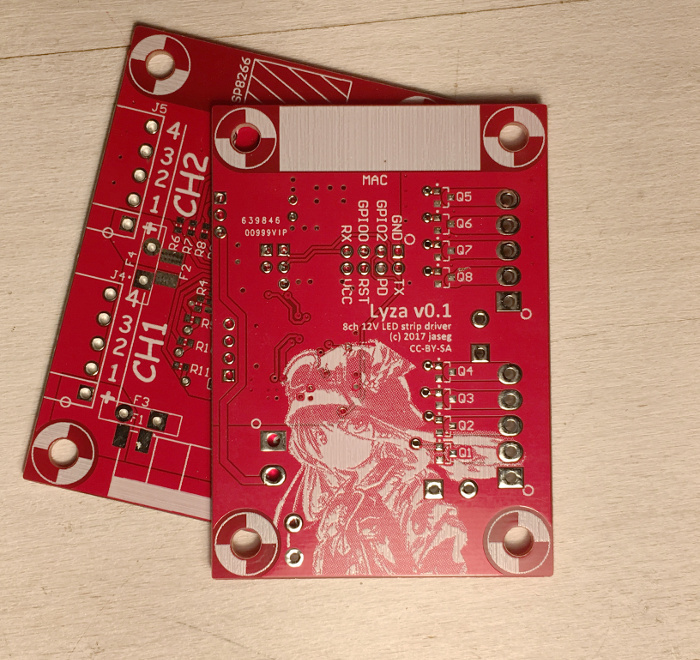 SP8266
J5
4
3
2
1
+
CH2
R6
R7
R8
F4
F2
J4
4
3
2
1
+
CH1
R4
R11
F3
F1
MAC
639846
00999VIP
GND
GPIO2
GPIO0
RX
TX
PD
RST
VCC
Q5
Q6
Q7
Q8
Lyza v0.1
8ch 12V LED strip driver
(c) 2017 jaseg
CC-BY-SA
Q4
Q3
Q2
Q1